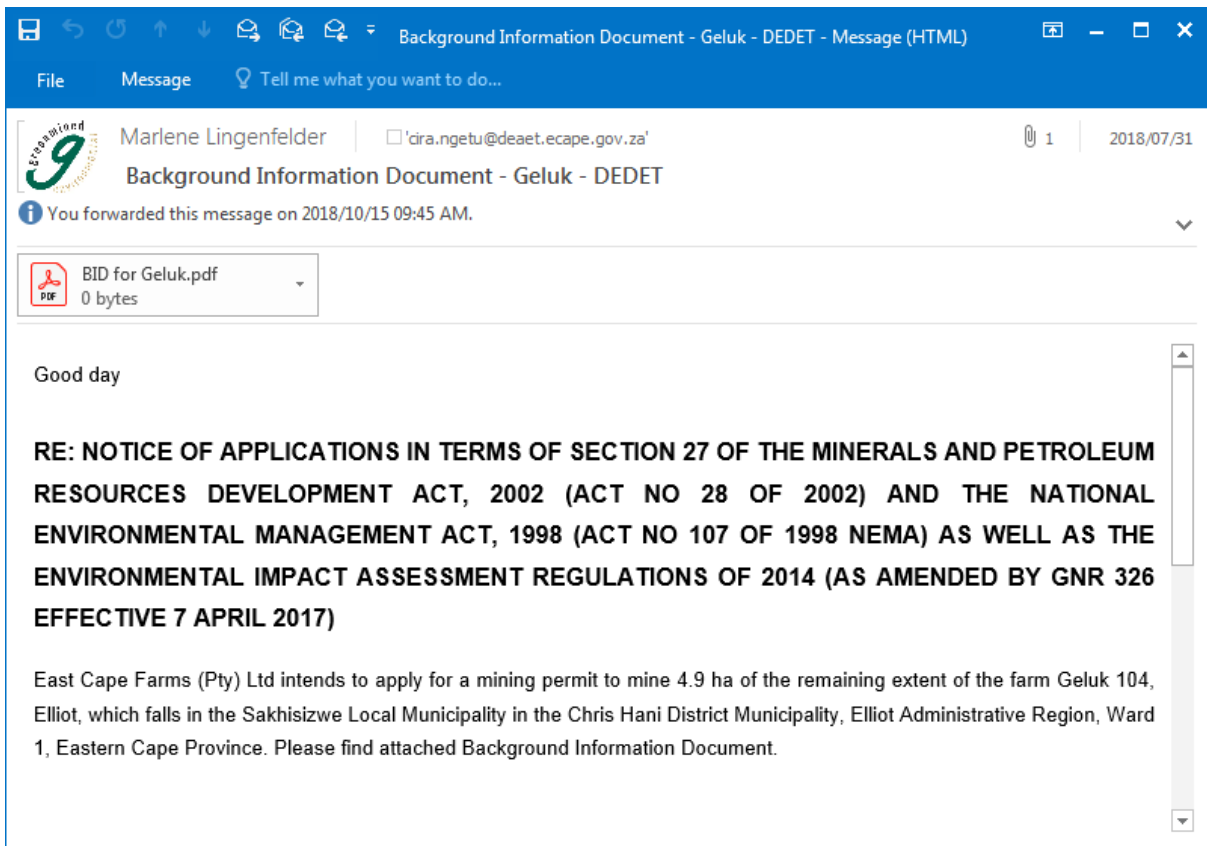 Background Information Document - Geluk - DEDET - Message (HTML)
File Message Tell me what you want to do...
greenmined
Marlene Lingenfelder 'cira.ngetu@deaet.ecape.gov.za' 1 2018/07/31
Background Information Document - Geluk - DEDET
You forwarded this message on 2018/10/15 09:45 AM.
BID for Geluk.pdf
PDF
0 bytes
Good day
RE: NOTICE OF APPLICATIONS IN TERMS OF SECTION 27 OF THE MINERALS AND PETROLEUM
RESOURCES DEVELOPMENT ACT, 2002 (ACT NO 28 OF 2002) AND THE NATIONAL
ENVIRONMENTAL MANAGEMENT ACT, 1998 (ACT NO 107 OF 1998 NEMA) AS WELL AS THE
ENVIRONMENTAL IMPACT ASSESSMENT REGULATIONS OF 2014 (AS AMENDED BY GNR 326
EFFECTIVE 7 APRIL 2017)
East Cape Farms (Pty) Ltd intends to apply for a mining permit to mine 4.9 ha of the remaining extent of the farm Geluk 104,
Elliot, which falls in the Sakhisizwe Local Municipality in the Chris Hani District Municipality, Elliot Administrative Region, Ward
1, Eastern Cape Province. Please find attached Background Information Document.